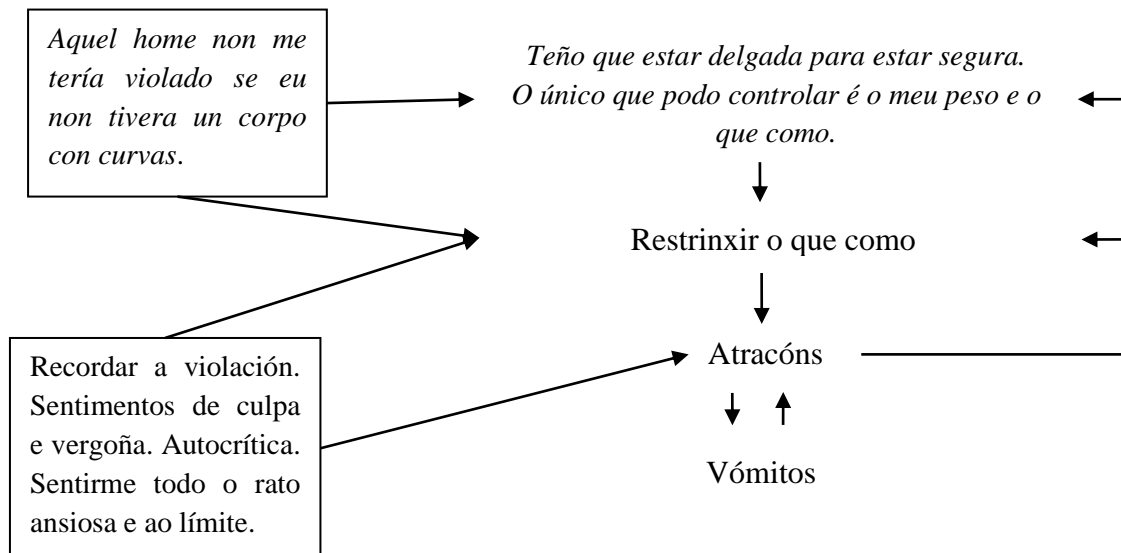 Aquel home non me
tería violado se eu
non tivera un corpo
con curvas.
Teño que estar delgada para estar segura.
O único que podo controlar é o meu peso e o
que como.
Restrinxir o que como
Recordar a violación.
Sentimentos de culpa
e vergoña. Autocrítica.
Sentirme todo o rato
ansiosa e ao límite.
Atracóns
Vómitos